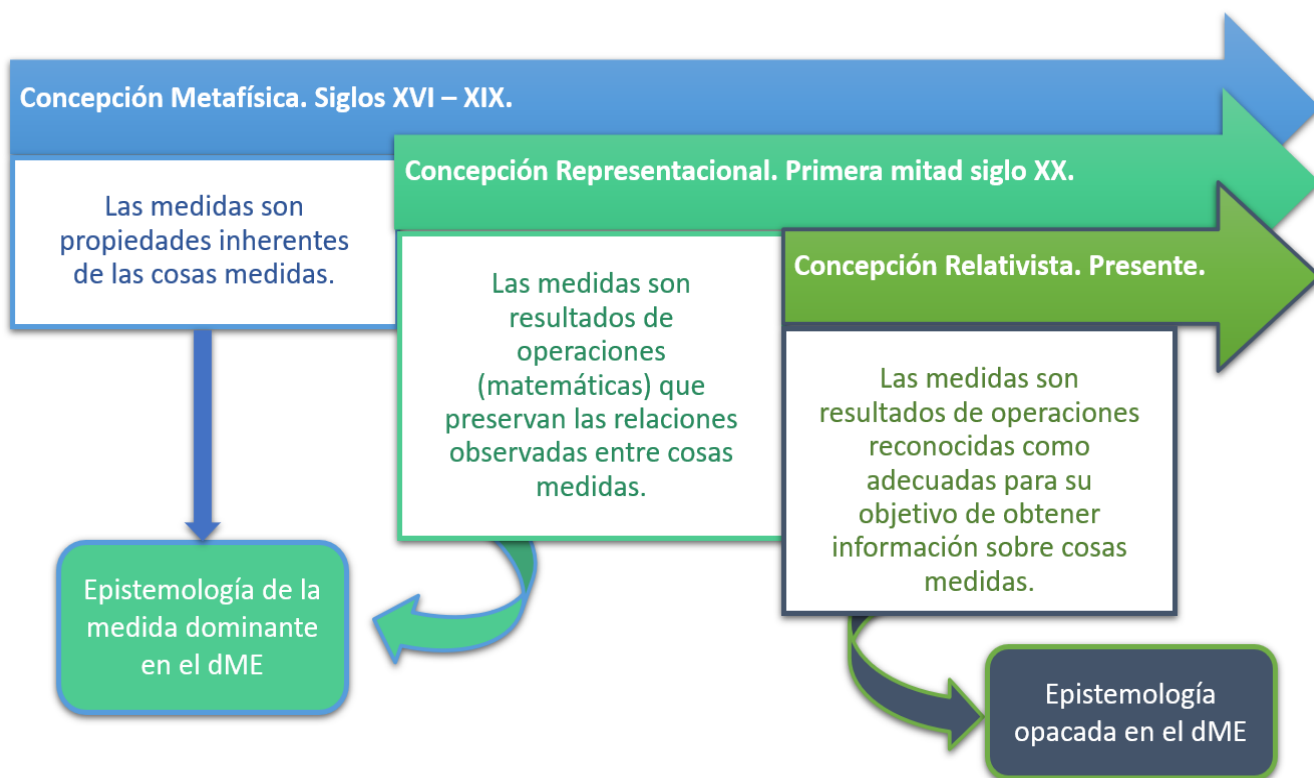 Concepción Metafísica. Siglos XVI – XIX.
Las medidas son
propiedades inherentes
de las cosas medidas.
Concepción Representacional. Primera mitad siglo XX.
Las medidas son
resultados de
operaciones
(matemáticas) que
preservan las relaciones
observadas entre cosas
medidas.
Concepción Relativista. Presente.
Las medidas son
resultados de operaciones
reconocidas como
adecuadas para su
objetivo de obtener
información sobre cosas
medidas.
Epistemología de la
medida dominante
en el dME
Epistemología
opacada en el dME